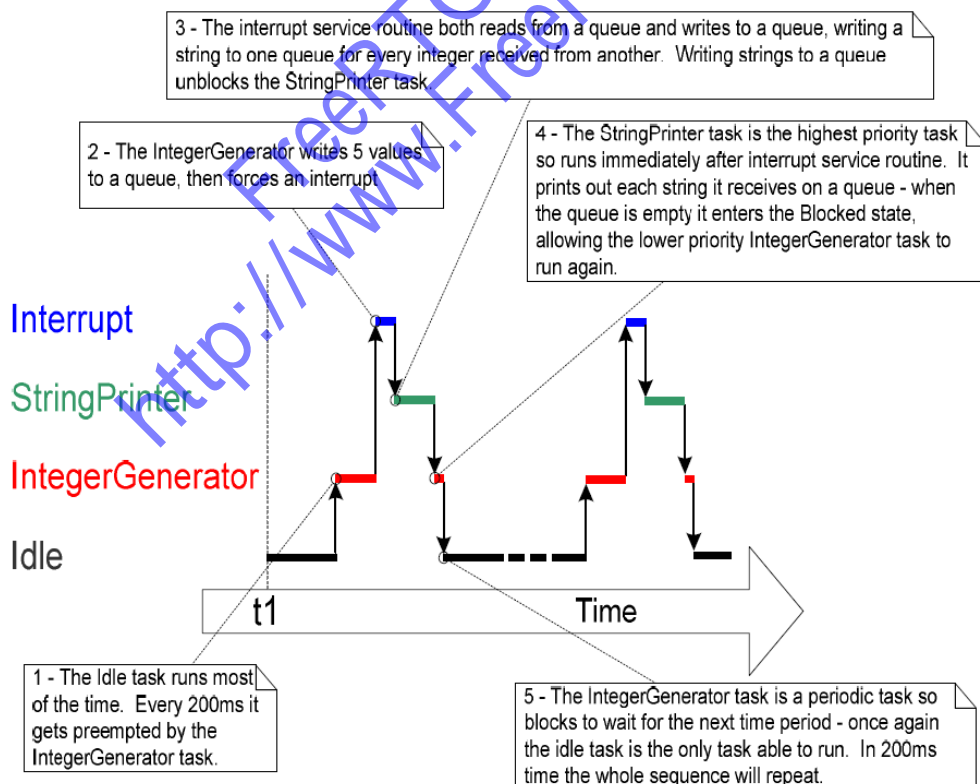 3 - The interrupt service routine both reads from a queue and writes to a queue, writing a
string to one queue for every integer received from another. Writing strings to a queue
unblocks the StringPrinter task.
2 - The IntegerGenerator writes 5 values
to a queue, then forces an interrupt
4 - The StringPrinter task is the highest priority task
so runs immediately after interrupt service routine. It
prints out each string it receives on a queue - when
the queue is empty it enters the Blocked state,
allowing the lower priority IntegerGenerator task to
run again.
Interrupt
StringPrinter
IntegerGenerator
Idle
t1
Time
1 - The Idle task runs most
of the time. Every 200ms it
gets preempted by the
IntegerGenerator task.
5 - The IntegerGenerator task is a periodic task so
blocks to wait for the next time period - once again
the idle task is the only task able to run. In 200ms
time the whole sequence will repeat.
FreeRTO
http://www.Free